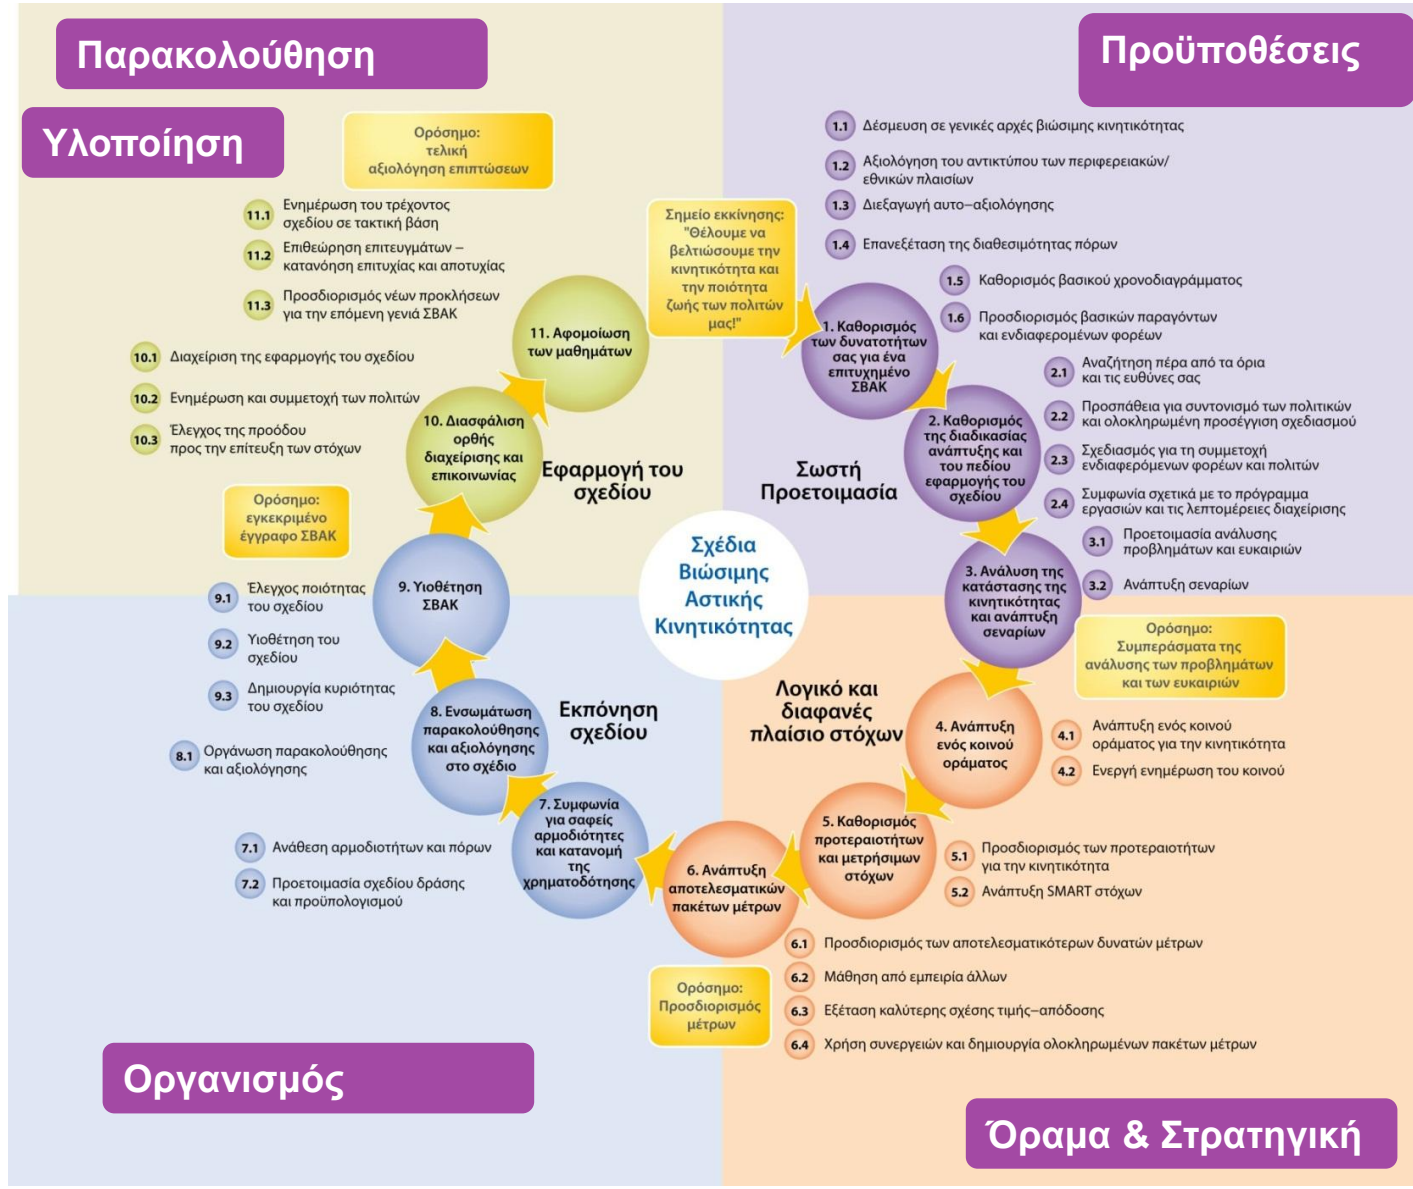 Παρακολούθηση
Προϋποθέσεις
Υλοποίηση
Ορόσημο:
τελική
αξιολόγηση επιπτώσεων
11.1 Ενημέρωση του τρέχοντος
σχεδίου σε τακτική βάση
11.2 Επιθεώρηση επιτευγμάτων –
κατανόηση επιτυχίας και αποτυχίας
11.3 Προσδιορισμός νέων προκλήσεων
για την επόμενη γενιά ΣΒΑΚ
10.1 Διαχείριση της εφαρμογής του σχεδίου
10.2 Ενημέρωση και συμμετοχή των πολιτών
10.3 Έλεγχος της προόδου
προς την επίτευξη των στόχων
Ορόσημο:
εγκεκριμένο
έγγραφο ΣΒΑΚ
11. Αφομοίωση
των μαθημάτων
10. Διασφάλιση
ορθής
διαχείρισης και
επικοινωνίας
Εφαρμογή του
σχεδίου
Σημείο εκκίνησης:
"Θέλουμε να
βελτιώσουμε την
κινητικότητα και
την ποιότητα
ζωής των πολιτών
μας!"
1.1 Δέσμευση σε γενικές αρχές βιώσιμης κινητικότητας
1.2 Αξιολόγηση του αντικτύπου των περιφερειακών/
εθνικών πλαισίων
1.3 Διεξαγωγή αυτο–αξιολόγησης
1.4 Επανεξέταση της διαθεσιμότητας πόρων
1.5 Καθορισμός βασικού χρονοδιαγράμματος
1.6 Προσδιορισμός βασικών παραγόντων
και ενδιαφερομένων φορέων
1. Καθορισμός
των δυνατοτήτων
σας για ένα
επιτυχημένο
ΣΒΑΚ
2.1 Αναζήτηση πέρα από τα όρια
και τις ευθύνες σας
2.2 Προσπάθεια για συντονισμό των πολιτικών
και ολοκληρωμένη προσέγγιση σχεδιασμού
2.3 Σχεδιασμός για τη συμμετοχή
ενδιαφερόμενων φορέων και πολιτών
2.4 Συμφωνία σχετικά με το πρόγραμμα
εργασιών και τις λεπτομέρειες διαχείρισης
2. Καθορισμός
της διαδικασία
ανάπτυξης και
του πεδίου
εφαρμογής του
σχεδίου
Σωστή
Προετοιμασία
3.1 Προετοιμασία ανάλυσης
προβλημάτων και ευκαιριών
3.2 Ανάπτυξη σεναρίων
3. Ανάλυση της
κατάστασης της
κινητικότητας
και ανάπτυξη
σεναρίων
Σχέδια
Βιώσιμης
Αστικής
Κινητικότητας
Ορόσημο:
Συμπεράσματα της
ανάλυσης των προβλημάτων
και των ευκαιριών
Λογικό και
διαφανές
πλαίσιο στόχων
4. Ανάπτυξη
ενός κοινού
οράματος
4.1 Ανάπτυξη ενός κοινού
οράματος για την κινητικότητα
4.2 Ενεργή ενημέρωση του κοινού
5. Καθορισμός
προτεραιοτήτων
και μετρήσιμων
στόχων
5.1 Προσδιορισμός των προτεραιοτήτων
για την κινητικότητα
5.2 Ανάπτυξη SMART στόχων
6. Ανάπτυξη
αποτελεσματικών
πακέτων μέτρων
6.1 Προσδιορισμός των αποτελεσματικότερων δυνατών μέτρων
6.2 Μάθηση από εμπειρία άλλων
6.3 Εξέταση καλύτερης σχέσης τιμής–απόδοσης
6.4 Χρήση συνεργειών και δημιουργία ολοκληρωμένων πακέτων μέτρων
Ορόσημο:
Προσδιορισμός
μέτρων
9. Υιοθέτηση
ΣΒΑΚ
9.1 Έλεγχος ποιότητας
του σχεδίου
9.2 Υιοθέτηση του
σχεδίου
9.3 Δημιουργία κυριότητας
του σχεδίου
8.1 Οργάνωση παρακολούθησης
και αξιολόγησης
8. Ενσωμάτωση
παρακολούθησης
και αξιολόγησης
στο σχέδιο
Εκπόνηση
σχεδίου
7. Συμφωνία
για σαφείς
αρμοδιότητες
και κατανομή
της
χρηματοδότησης
7.1 Ανάθεση αρμοδιοτήτων και πόρων
7.2 Προετοιμασία σχεδίου δράσης
και προϋπολογισμού
Οργανισμός
Όραμα & Στρατηγική